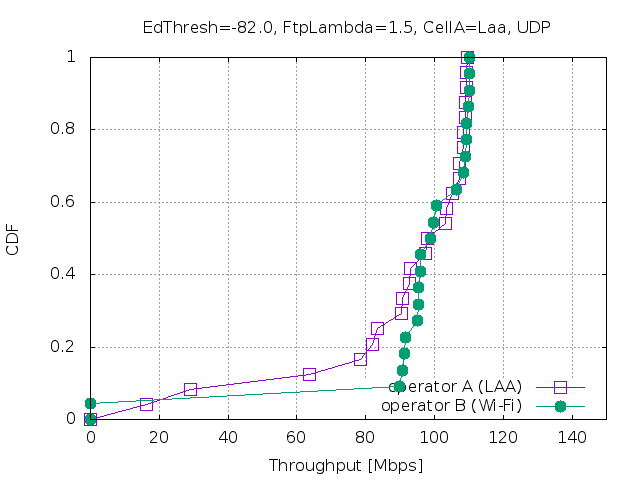 EdThresh=-82.0, FtpLambda=1.5, CellA=Laa, UDP
1
0.8
0.6
0.4
0.2
0
CDF
operator A (LAA)
operator B (Wi-Fi)
0 20 40 60 80 100 120 140
Throughput [Mbps]